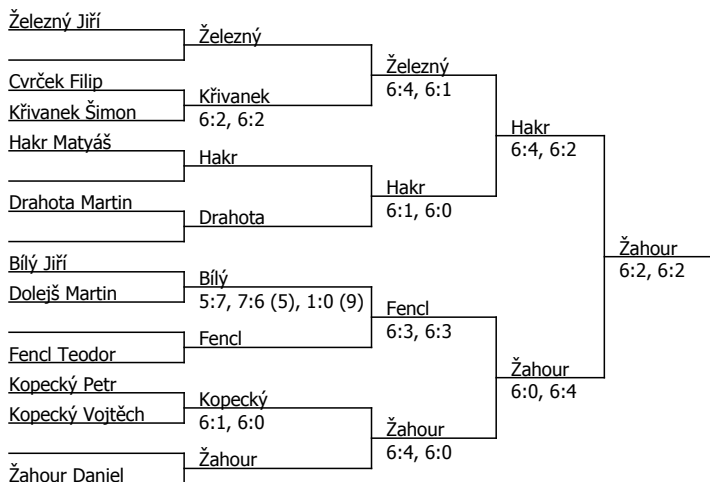 Železný Jiří
Cvrček Filip
Křivanek Šimon
Hakr Matyáš
Drahota Martin
Bílý Jiří
Dolejš Martin
Fencl Teodor
Kopecký Petr
Kopecký Vojtěch
Žahour Daniel
Železný
Křivanek
6:2, 6:2
Hakr
Drahota
Bílý
5:7, 7:6 (5), 1:0 (9)
Fencl
Kopecký
6:1, 6:0
Žahour
Železný
6:4, 6:1
Hakr
6:1, 6:0
Fencl
6:3, 6:3
Žahour
6:4, 6:0
Hakr
6:4, 6:2
Žahour
6:0, 6:4
Žahour
6:2, 6:2